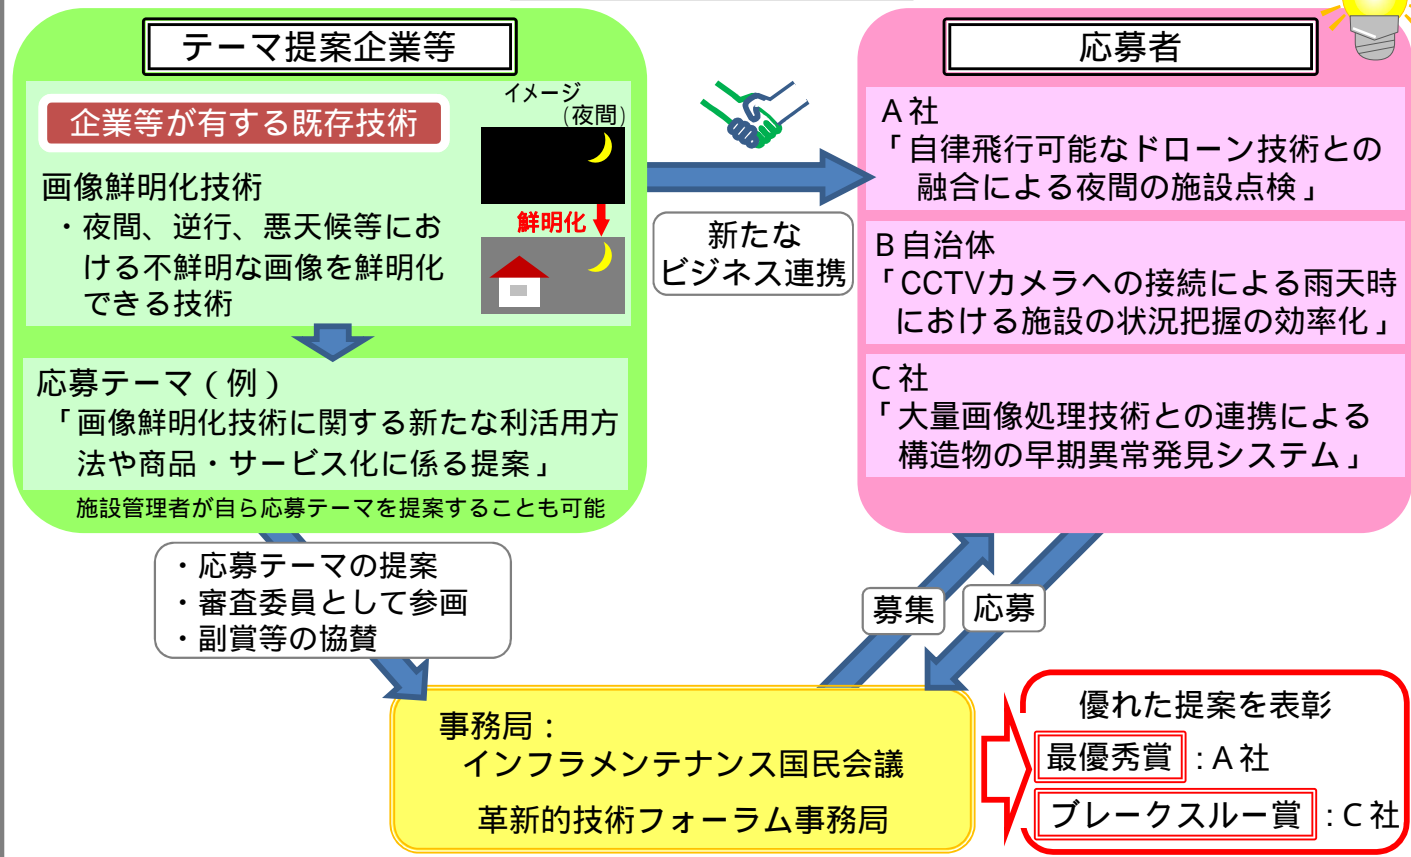 テーマ提案企業等
企業等が有する既存技術
イメージ
(夜間)
画像鮮明化技術
・夜間、逆行、悪天候等にお
ける不鮮明な画像を鮮明化
できる技術
鮮明化
応募テーマ(例)
「画像鮮明化技術に関する新たな利活用方
法や商品・サービス化に係る提案」
施設管理者が自ら応募テーマを提案することも可能
新たな
ビジネス連携
応募者
A社
「自律飛行可能なドローン技術との
融合による夜間の施設点検」
B自治体
「CCTVカメラへの接続による雨天時
における施設の状況把握の効率化」
C社
「大量画像処理技術との連携による
構造物の早期異常発見システム」
・応募テーマの提案
・審査委員として参画
・副賞等の協賛
募集
応募
事務局:
インフラメンテナンス国民会議
革新的技術フォーラム事務局
優れた提案を表彰
最優秀賞:A社
ブレークスルー賞:C社